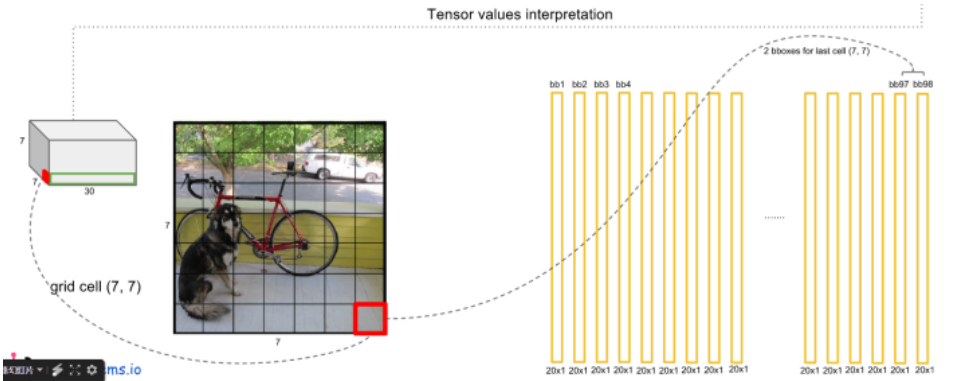 Tensor values interpretation
2 bboxes for last cell (7, 7)
bb1 bb2 bb3 bb4
bb97 bb98
7
7
30
7
7
grid cell (7, 7)
.......
20x1 20x1 20x1 20x1 20x1 20x1 20x1 20x1 20x1
20x1 20x1 20x1 20x1 20x1 20x1
ms.io